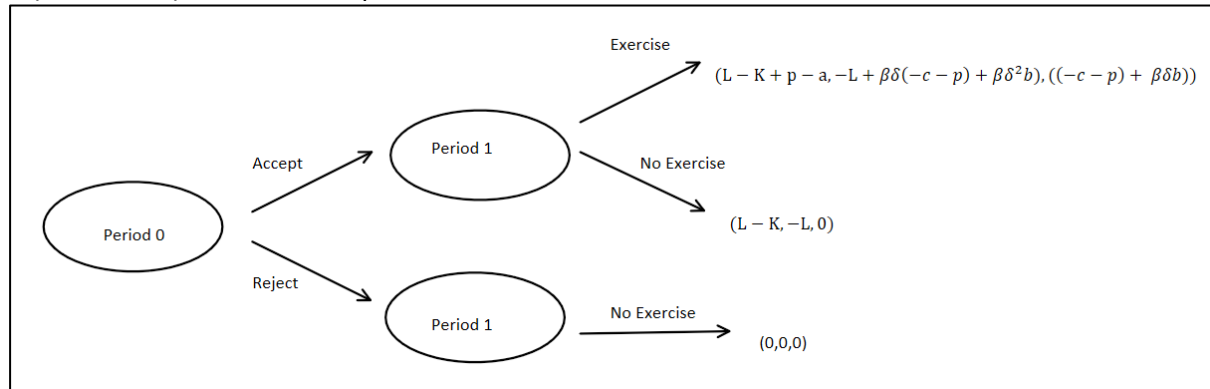 Exercise
(L − K + p − a, −L + βδ(−c − p) + βδ²b), ((−c − p) + βδb))
Period 1
Accept
No Exercise
(L − K, −L, 0)
Period 0
Reject
No Exercise
Period 1
(0,0,0)